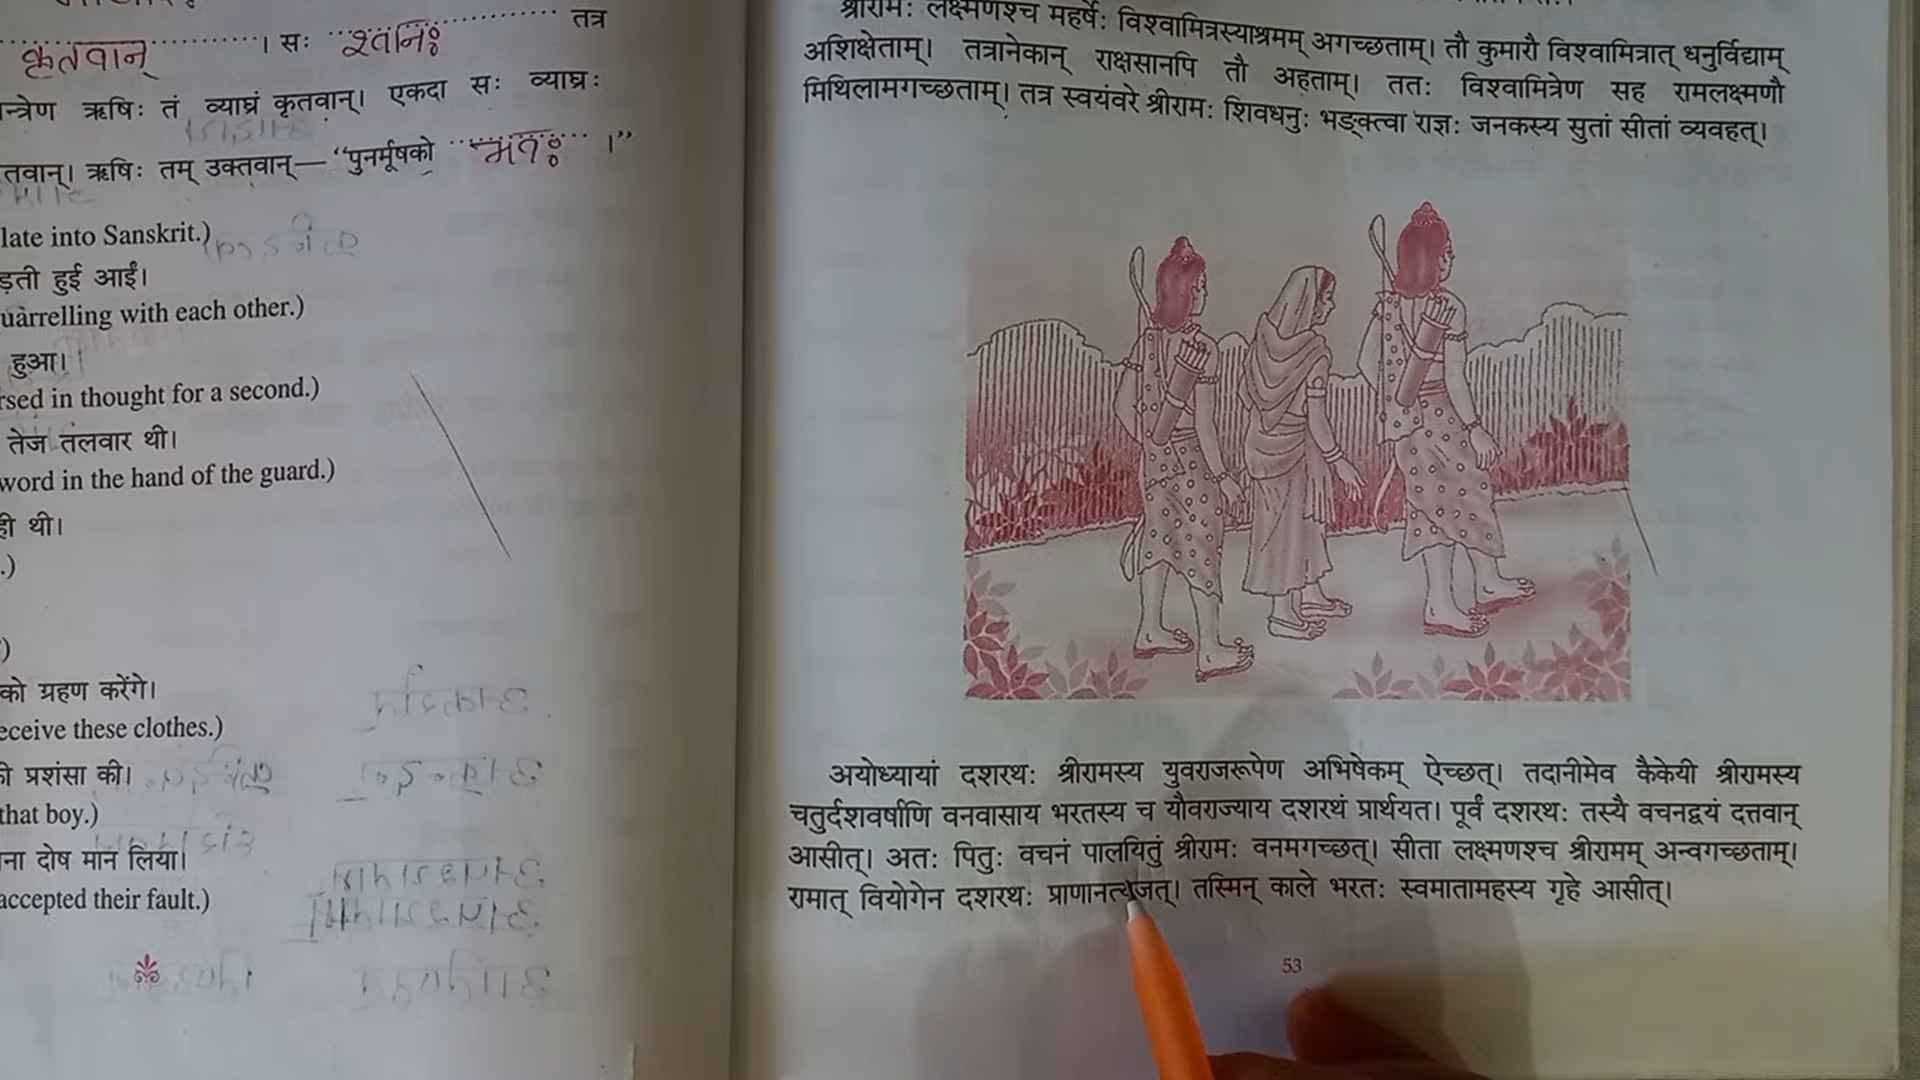 तत्र
कृतवान् । सः
न्त्रेण ऋषिः तं व्याघ्रं कृतवान्। एकदा सः व्याघ्रः
तवान्। ऋषिः तम् उक्तवान्— “पुनर्मूषको ।”
late into Sanskrit.)
ड़ती हुई आईं।
uarrelling with each other.)
हुआ।
rsed in thought for a second.)
तेज तलवार थी।
word in the hand of the guard.)
ही थी।
.)
)
को ग्रहण करेंगे।
eceive these clothes.)
ी प्रशंसा की।
that boy.)
ना दोष मान लिया।
accepted their fault.)
श्रीरामः लक्ष्मणश्च महर्षेः विश्वामित्रस्याश्रमम् अगच्छताम्। तौ कुमारौ विश्वामित्रात् धनुर्विद्याम्
अशिक्षेताम्। तत्रानेकान् राक्षसानपि तौ अहताम्। ततः विश्वामित्रेण सह रामलक्ष्मणौ
मिथिलामगच्छताम्। तत्र स्वयंवरे श्रीरामः शिवधनुः भङ्क्त्वा राज्ञः जनकस्य सुतां सीतां व्यवहत्।
अयोध्यायां दशरथः श्रीरामस्य युवराजरूपेण अभिषेकम् ऐच्छत्। तदानीमेव कैकेयी श्रीरामस्य
चतुर्दशवर्षाणि वनवासाय भरतस्य च यौवराज्याय दशरथं प्रार्थयत। पूर्वं दशरथः तस्यै वचनद्वयं दत्तवान्
आसीत्। अतः पितुः वचनं पालयितुं श्रीरामः वनमगच्छत्। सीता लक्ष्मणश्च श्रीरामम् अन्वगच्छताम्।
रामात् वियोगेन दशरथः प्राणानत्यजत्। तस्मिन् काले भरतः स्वमातामहस्य गृहे आसीत्।
53